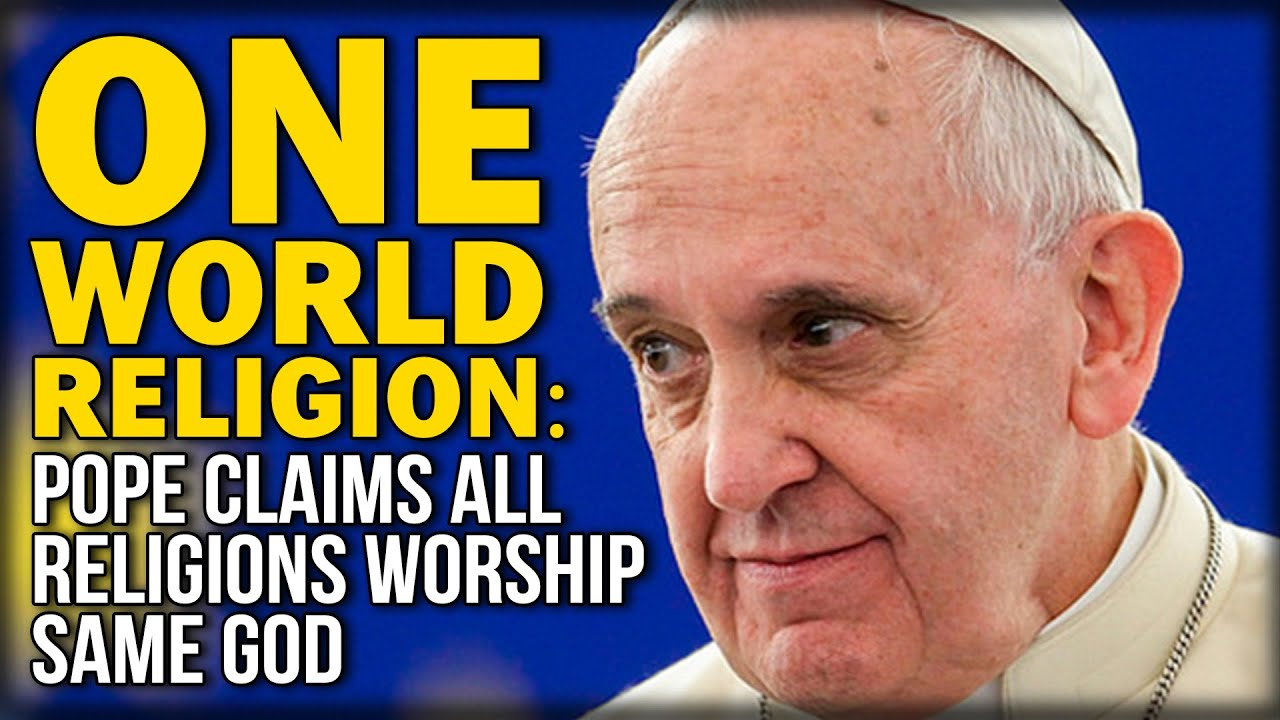 ONE
WORLD
RELIGION:
POPE CLAIMS ALL
RELIGIONS WORSHIP
SAME GOD